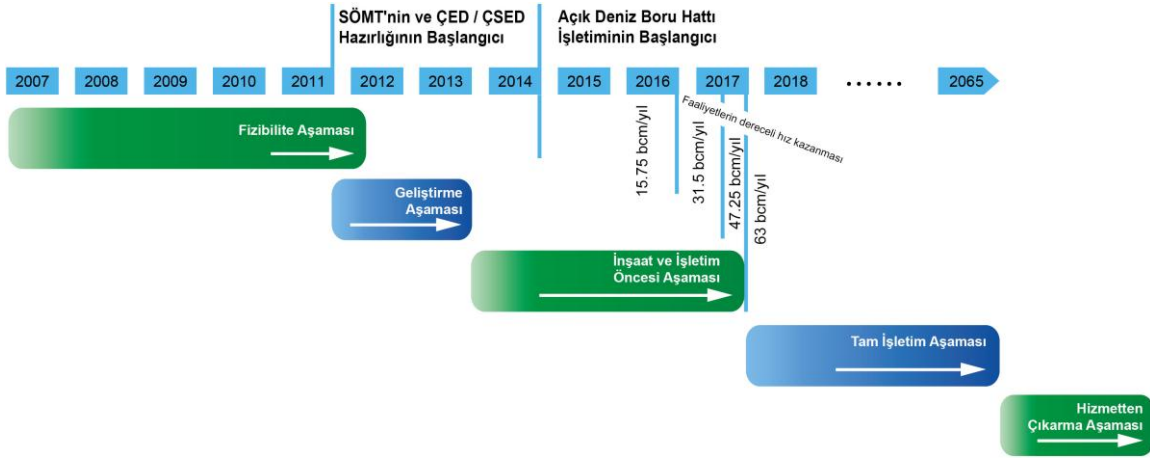 SÖMT'nin ve ÇED / ÇSED
Hazırlığının Başlangıcı
Açık Deniz Boru Hattı
İşletiminin Başlangıcı
2007 2008 2009 2010 2011 2012 2013 2014 2015 2016 2017 2018 ...... 2065
Fizibilite Aşaması
Faaliyetlerin dereceli hız kazanması
15.75 bcm/yıl
31.5 bcm/yıl
47.25 bcm/yıl
63 bcm/yıl
Geliştirme
Aşaması
İnşaat ve İşletim
Öncesi Aşaması
Tam İşletim Aşaması
Hizmetten
Çıkarma Aşaması